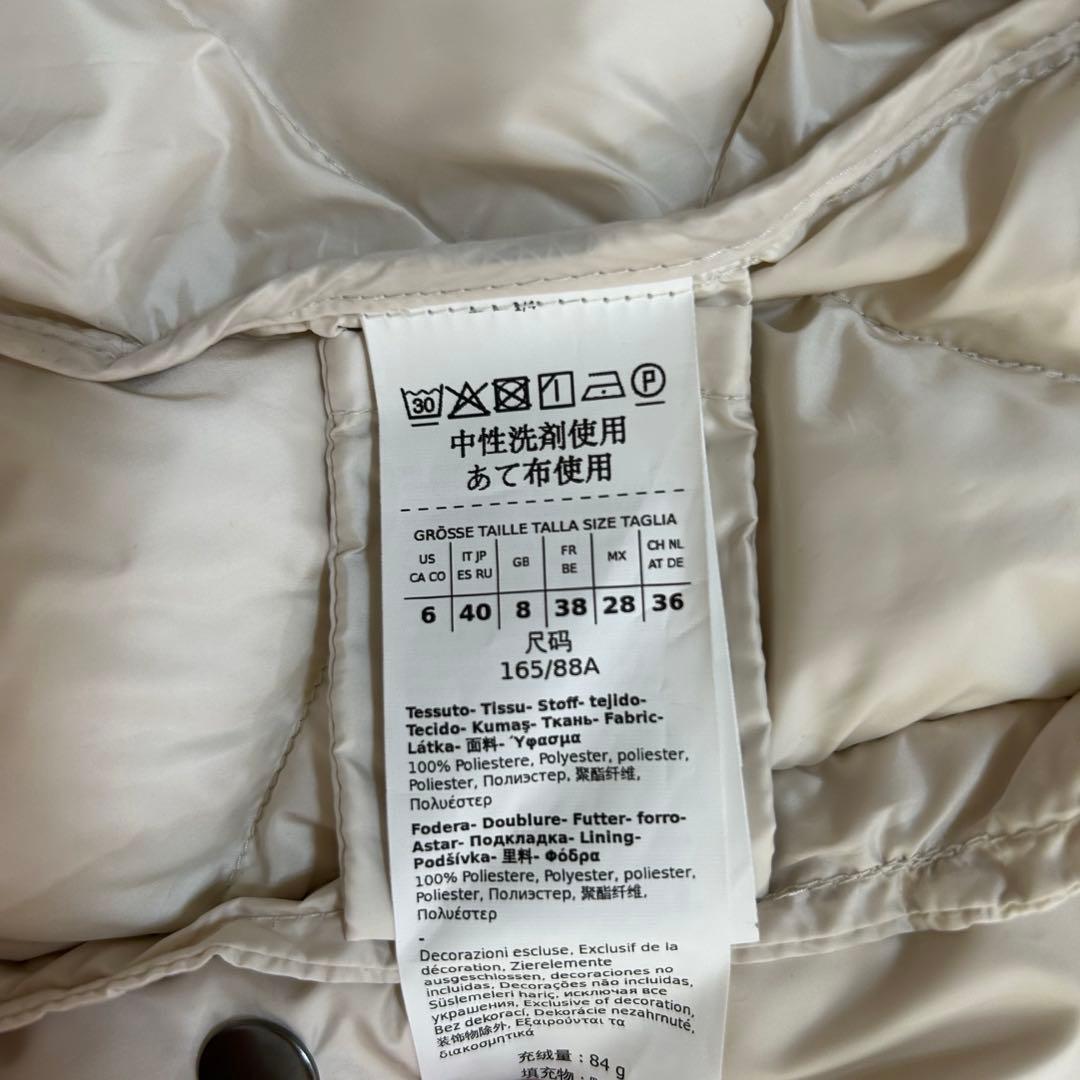 30 P
中性洗剤使用
あて布使用
GRÖSSE TAILLE TALLA SIZE TAGLIA
US CA CO IT JP ES RU GB FR BE MX CH NL AT DE
6 40 8 38 28 36
尺码
165/88A
Tessuto- Tissu- Stoff- tejido-
Tecido- Kumaş- Ткань- Fabric-
Látka- 面料- Ύφασμα
100% Poliestere, Polyester, poliester,
Poliester, Полиэстер, 聚酯纤维,
Πολυέστερ
Fodera- Doublure- Futter- forro-
Astar- Подкладка- Lining-
Podšívka- 里料- Φόδρα
100% Poliestere, Polyester, poliester,
Poliester, Полиэстер, 聚酯纤维,
Πολυέστερ
-
Decorazioni escluse, Exclusif de la
décoration, Zierelemente
ausgeschlossen, decoraciones no
incluidas, Decorações não incluidas,
Süslemeleri hariç, исключая все
украшения, Exclusive of decoration,
Bez dekorací, Dekorácie nezahrnuté,
装饰物除外, Εξαιρούνται τα
διακοσμητικά
充绒量 : 84 g
填充物 :